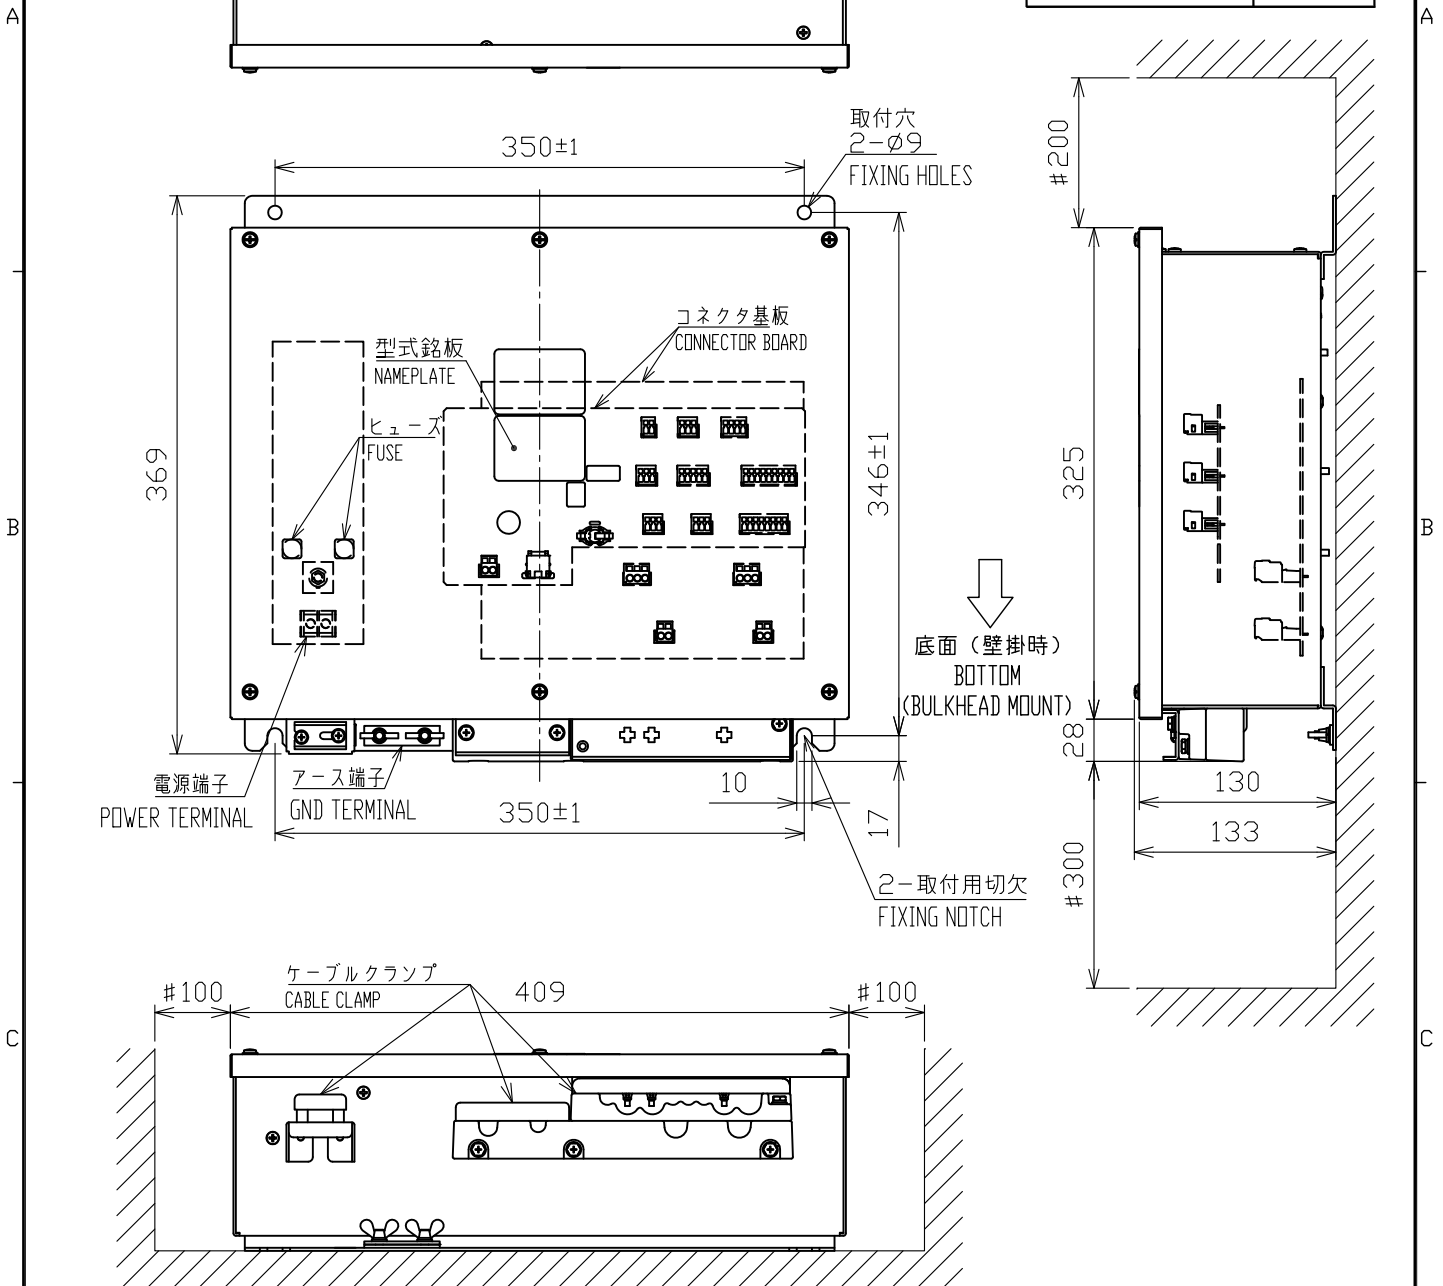 A
A
取付穴
2-Ø9
FIXING HOLES
350±1
#200
コネクタ基板
CONNECTOR BOARD
型式銘板
NAMEPLATE
ヒューズ
FUSE
369
346±1
325
B
B
底面（壁掛時）
BOTTOM
(BULKHEAD MOUNT)
28
電源端子
POWER TERMINAL
アース端子
GND TERMINAL
10
350±1
17
130
133
#300
2-取付用切欠
FIXING NOTCH
ケーブルクランプ
CABLE CLAMP
#100
409
#100
C
C